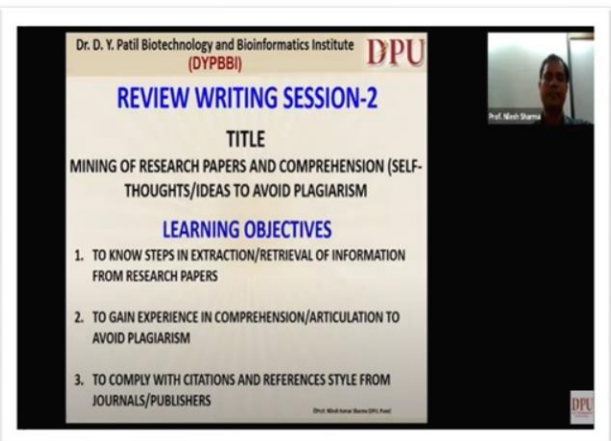 Dr. D. Y. Patil Biotechnology and Bioinformatics Institute
(DYPBBI)
DPU
REVIEW WRITING SESSION-2
TITLE
MINING OF RESEARCH PAPERS AND COMPREHENSION (SELF-
THOUGHTS/IDEAS TO AVOID PLAGIARISM
LEARNING OBJECTIVES
1. TO KNOW STEPS IN EXTRACTION/RETRIEVAL OF INFORMATION
FROM RESEARCH PAPERS
2. TO GAIN EXPERIENCE IN COMPREHENSION/ARTICULATION TO
AVOID PLAGIARISM
3. TO COMPLY WITH CITATIONS AND REFERENCES STYLE FROM
JOURNALS/PUBLISHERS
Prof. Nilesh Sharma
DPU